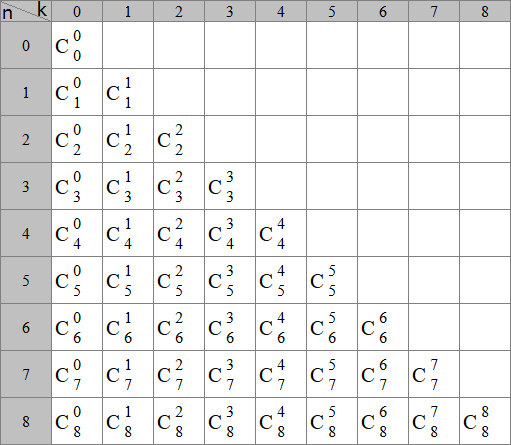 n k 0 1 2 3 4 5 6 7 8
0 C⁰₀
1 C⁰₁ C¹₁
2 C⁰₂ C¹₂ C²₂
3 C⁰₃ C¹₃ C²₃ C³₃
4 C⁰₄ C¹₄ C²₄ C³₄ C⁴₄
5 C⁰₅ C¹₅ C²₅ C³₅ C⁴₅ C⁵₅
6 C⁰₆ C¹₆ C²₆ C³₆ C⁴₆ C⁵₆ C⁶₆
7 C⁰₇ C¹₇ C²₇ C³₇ C⁴₇ C⁵₇ C⁶₇ C⁷₇
8 C⁰₈ C¹₈ C²₈ C³₈ C⁴₈ C⁵₈ C⁶₈ C⁷₈ C⁸₈